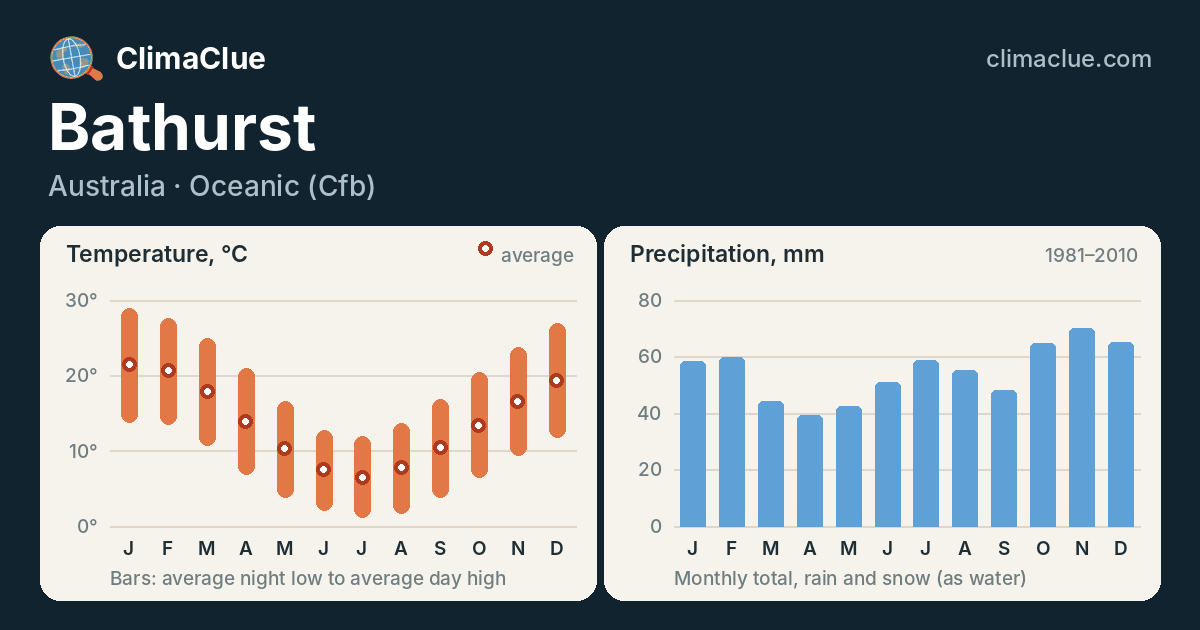 ClimaClue
climaclue.com
Bathurst
Australia · Oceanic (Cfb)
Temperature, °C
average
30°
20°
10°
0°
J F M A M J J A S O N D
Bars: average night low to average day high
Precipitation, mm
1981–2010
80
60
40
20
0
J F M A M J J A S O N D
Monthly total, rain and snow (as water)